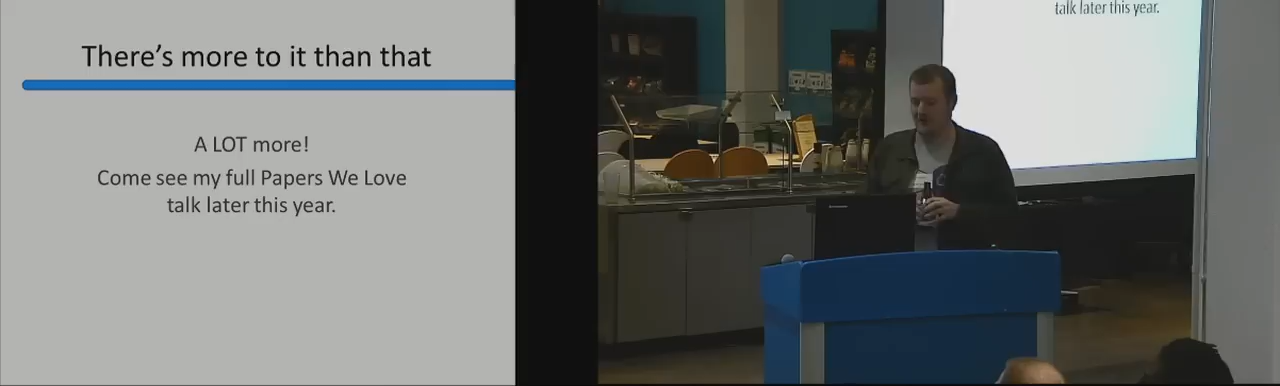 There's more to it than that
A LOT more!
Come see my full Papers We Love
talk later this year.
talk later this year.